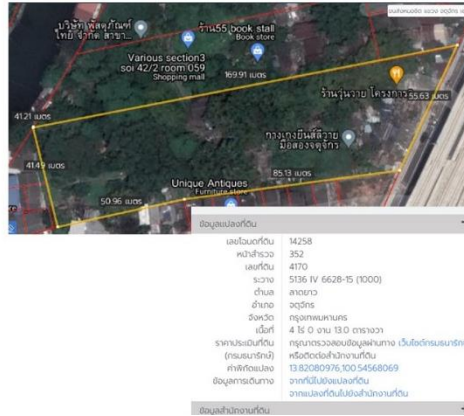 บริษัท พัสดุภัณฑ์
ไทย จำกัด สาขา...
ร้าน55 book stall
Book store
Various section3
soi 42/2 room 059
Shopping mall
169.91 เมตร
ร้านวุ่นวาย โครงการ
55.63 เมตร
41.21 เมตร
41.49 เมตร
กางเกงยีนส์ลีวาย
มือสองจตุจักร
85.13 เมตร
Unique Antiques
Furniture store
50.96 เมตร
ข้อมูลแปลงที่ดิน
เลขโฉนดที่ดิน 14258
หน้าสำรวจ 352
เลขที่ดิน 4170
ระวาง 5136 IV 6628-15 (1000)
ตำบล ลาดยาว
อำเภอ จตุจักร
จังหวัด กรุงเทพมหานคร
เนื้อที่ 4 ไร่ 0 งาน 13.0 ตารางวา
ราคาประเมินที่ดิน กรุณาตรวจสอบข้อมูลผ่านทาง เว็บไซต์กรมธนารักษ์
(กรมธนารักษ์) หรือติดต่อสำนักงานที่ดิน
ค่าพิกัดแปลง 13.82080976,100.54568069
ข้อมูลการเดินทาง จากที่นี่ไปยังแปลงที่ดิน
จากแปลงที่ดินไปยังสำนักงานที่ดิน
ข้อมูลสำนักงานที่ดิน